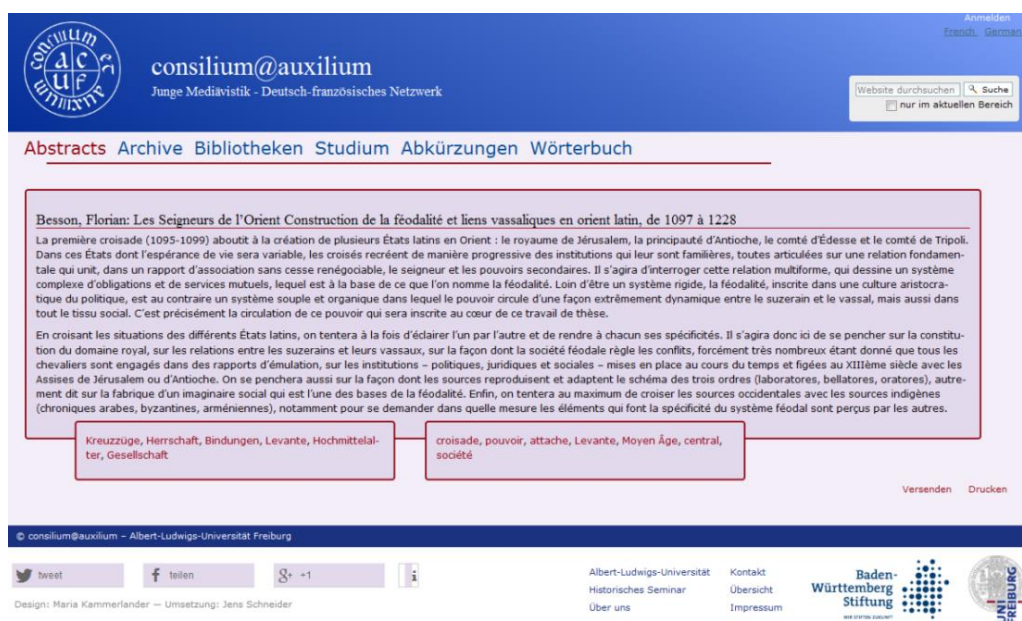 Anmelden
French German
consilium@auxilium
Junge Mediävistik - Deutsch-französisches Netzwerk
Website durchsuchen Suche
nur im aktuellen Bereich
Abstracts Archive Bibliotheken Studium Abkürzungen Wörterbuch
Besson, Florian: Les Seigneurs de l'Orient Construction de la féodalité et liens vassaliques en orient latin, de 1097 à 1228
La première croisade (1095-1099) aboutit à la création de plusieurs États latins en Orient : le royaume de Jérusalem, la principauté d'Antioche, le comté d'Édesse et le comté de Tripoli.
Dans ces États dont l'espérance de vie sera variable, les croisés recréent de manière progressive des institutions qui leur sont familières, toutes articulées sur une relation fondamen-
tale qui unit, dans un rapport d'association sans cesse renégociable, le seigneur et les pouvoirs secondaires. Il s'agira d'interroger cette relation multiforme, qui dessine un système
complexe d'obligations et de services mutuels, lequel est à la base de ce que l'on nomme la féodalité. Loin d'être un système rigide, la féodalité, inscrite dans une culture aristocra-
tique du politique, est au contraire un système souple et organique dans lequel le pouvoir circule d'une façon extrêmement dynamique entre le suzerain et le vassal, mais aussi dans
tout le tissu social. C'est précisément la circulation de ce pouvoir qui sera inscrite au cœur de ce travail de thèse.
En croisant les situations des différents États latins, on tentera à la fois d'éclairer l'un par l'autre et de rendre à chacun ses spécificités. Il s'agira donc ici de se pencher sur la constitu-
tion du domaine royal, sur les relations entre les suzerains et leurs vassaux, sur la façon dont la société féodale règle les conflits, forcément très nombreux étant donné que tous les
chevaliers sont engagés dans des rapports d'émulation, sur les institutions – politiques, juridiques et sociales – mises en place au cours du temps et figées au XIIIème siècle avec les
Assises de Jérusalem ou d'Antioche. On se penchera aussi sur la façon dont les sources reproduisent et adaptent le schéma des trois ordres (laboratores, bellatores, oratores), autre-
ment dit sur la fabrique d'un imaginaire social qui est l'une des bases de la féodalité. Enfin, on tentera au maximum de croiser les sources occidentales avec les sources indigènes
(chroniques arabes, byzantines, arméniennes), notamment pour se demander dans quelle mesure les éléments qui font la spécificité du système féodal sont perçus par les autres.
Kreuzzüge, Herrschaft, Bindungen, Levante, Hochmittelal-
ter, Gesellschaft
croisade, pouvoir, attache, Levante, Moyen Âge, central,
société
Versenden Drucken
© consilium@auxilium – Albert-Ludwigs-Universität Freiburg
tweet
teilen
g+ +1
i
Design: Maria Kammerlander — Umsetzung: Jens Schneider
Albert-Ludwigs-Universität
Historisches Seminar
Über uns
Kontakt
Übersicht
Impressum
Baden-
Württemberg
Stiftung
WIR STIFTEN ZUKUNFT
UNI
FREIBURG